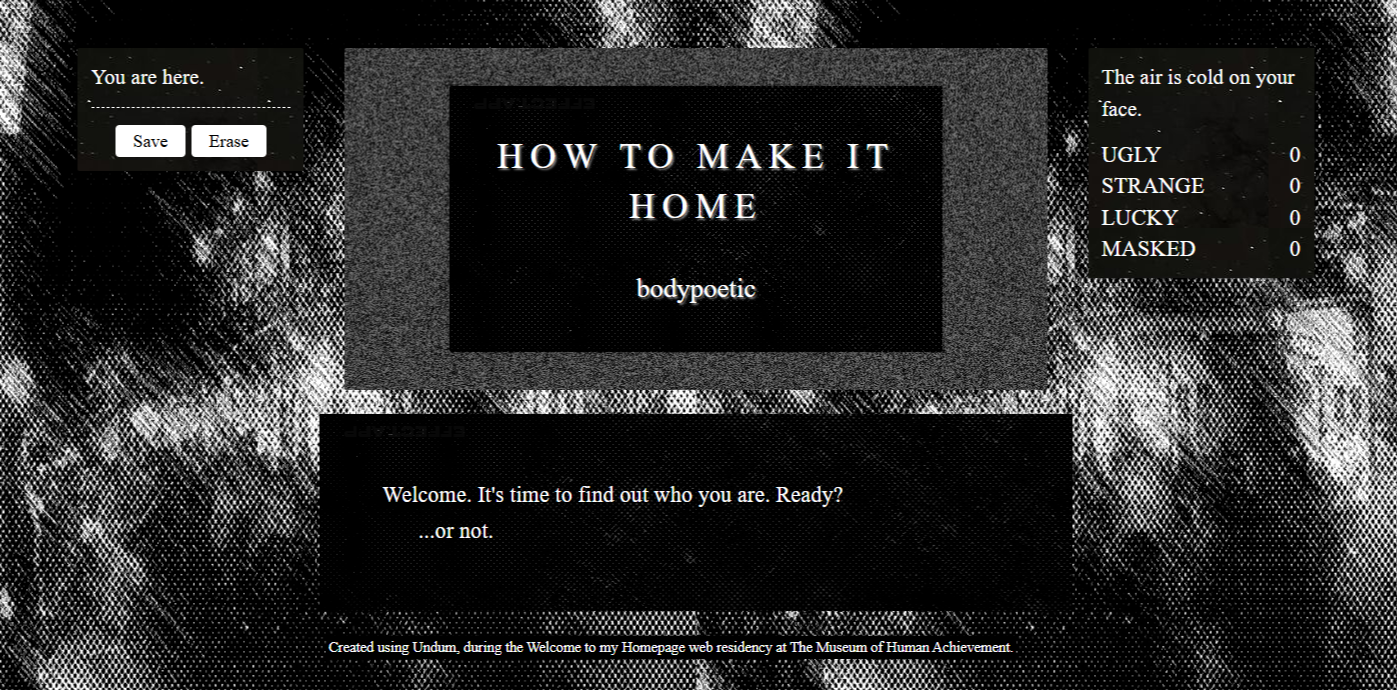 You are here.
Save Erase
HOW TO MAKE IT
HOME
bodypoetic
The air is cold on your
face.
UGLY 0
STRANGE 0
LUCKY 0
MASKED 0
Welcome. It's time to find out who you are. Ready?
...or not.
Created using Undum, during the Welcome to my Homepage web residency at The Museum of Human Achievement.